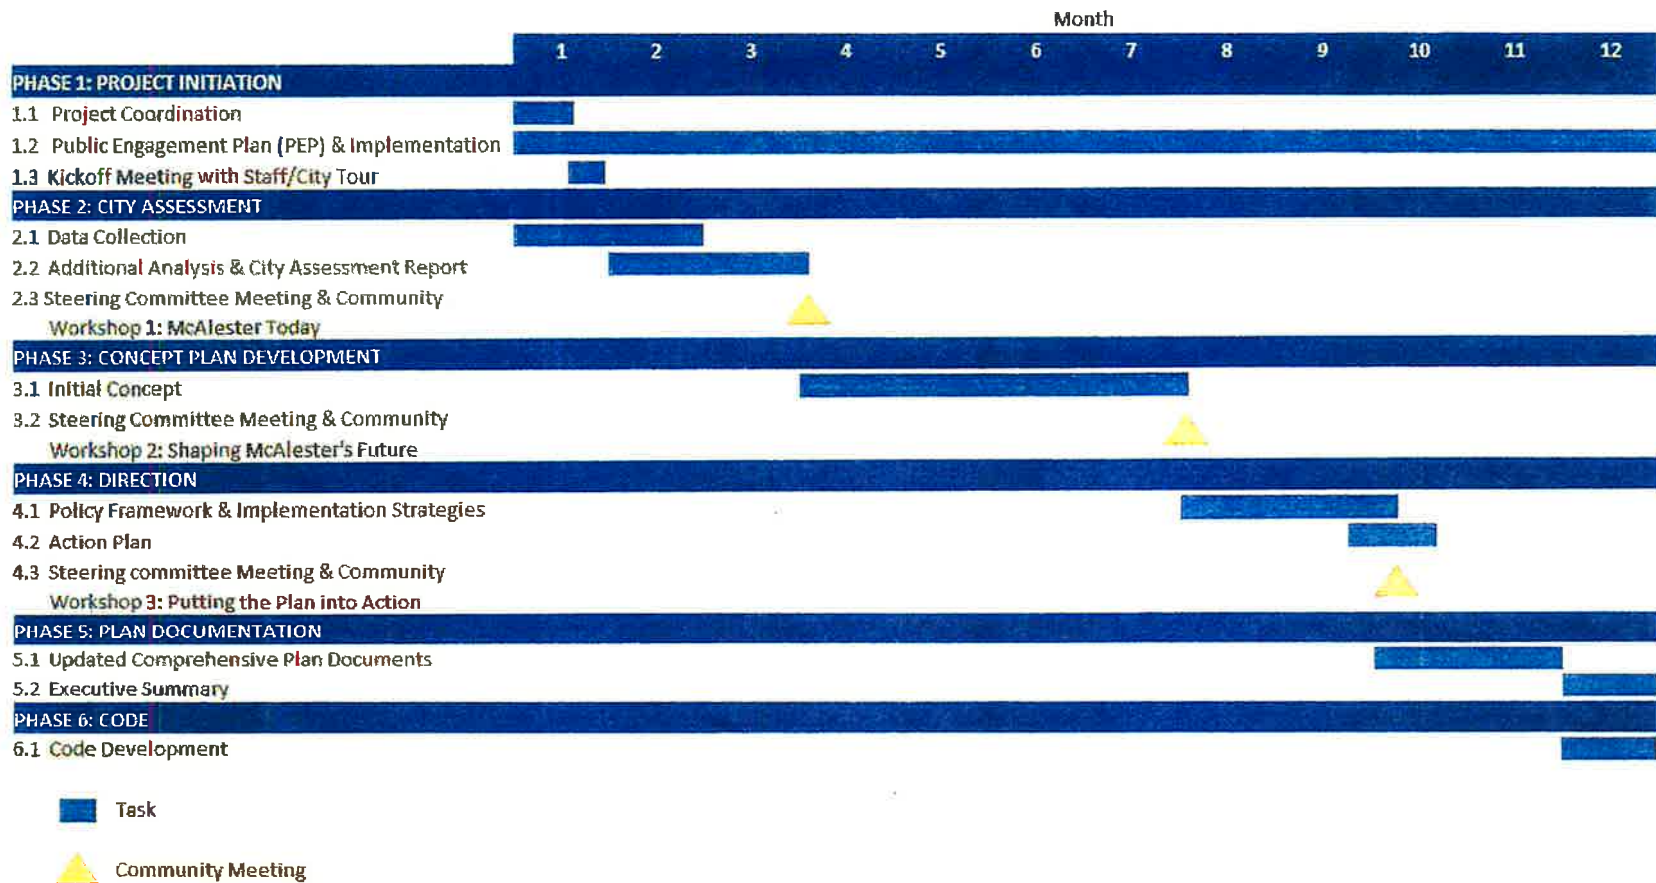 Month
1 2 3 4 5 6 7 8 9 10 11 12
PHASE 1: PROJECT INITIATION
1.1 Project Coordination
1.2 Public Engagement Plan (PEP) & Implementation
1.3 Kickoff Meeting with Staff/City Tour
PHASE 2: CITY ASSESSMENT
2.1 Data Collection
2.2 Additional Analysis & City Assessment Report
2.3 Steering Committee Meeting & Community
Workshop 1: McAlester Today
PHASE 3: CONCEPT PLAN DEVELOPMENT
3.1 Initial Concept
3.2 Steering Committee Meeting & Community
Workshop 2: Shaping McAlester's Future
PHASE 4: DIRECTION
4.1 Policy Framework & Implementation Strategies
4.2 Action Plan
4.3 Steering committee Meeting & Community
Workshop 3: Putting the Plan into Action
PHASE 5: PLAN DOCUMENTATION
5.1 Updated Comprehensive Plan Documents
5.2 Executive Summary
PHASE 6: CODE
6.1 Code Development
Task
Community Meeting